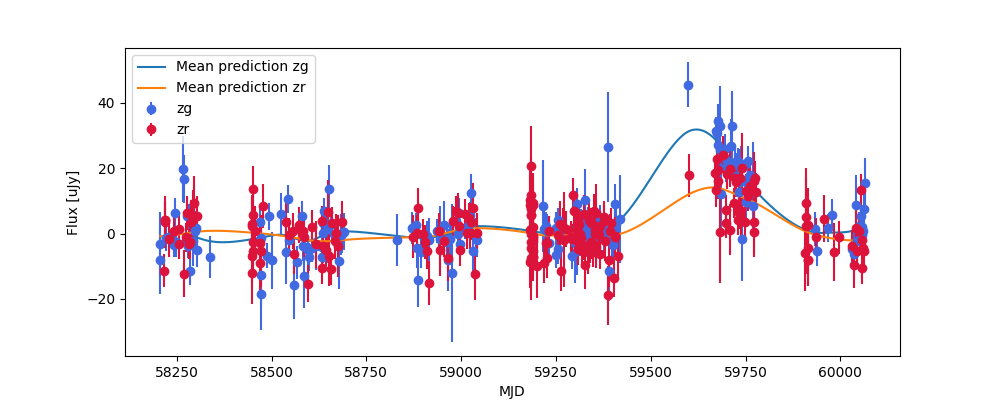 Mean prediction zg
Mean prediction zr
zg
zr
Flux [uJy]
40
20
0
−20
58250 58500 58750 59000 59250 59500 59750 60000
MJD